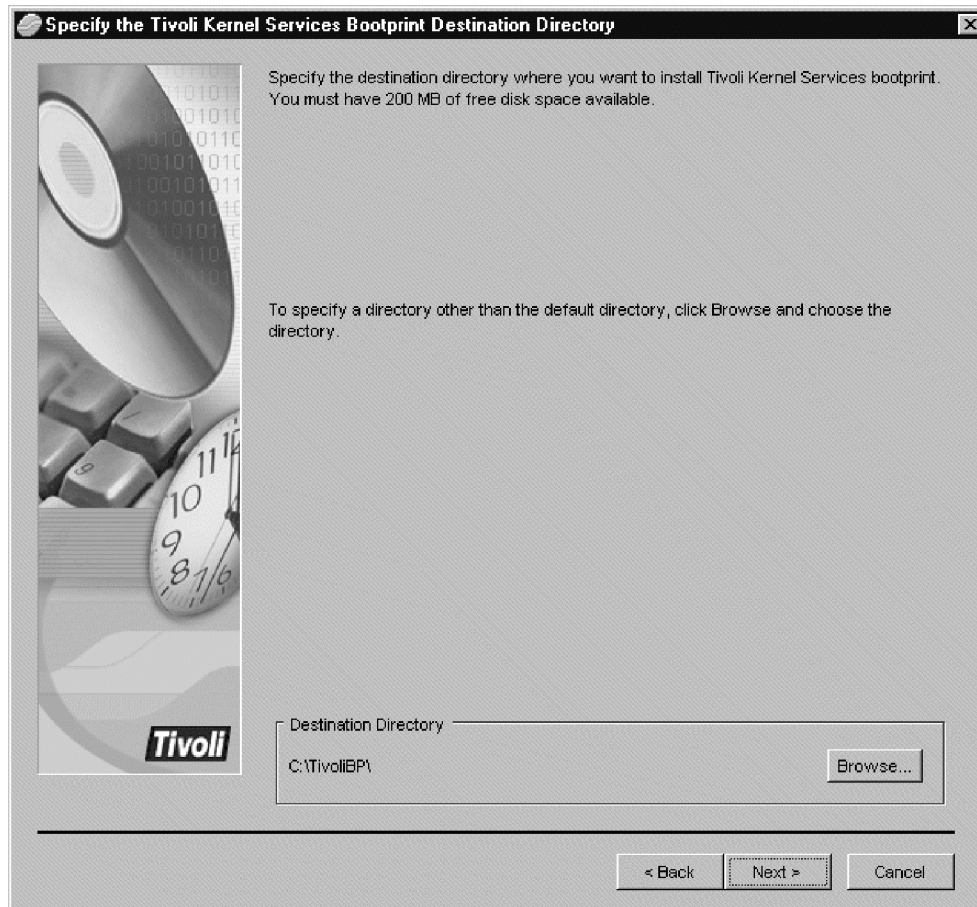 Specify the Tivoli Kernel Services Bootprint Destination Directory
Specify the destination directory where you want to install Tivoli Kernel Services bootprint.
You must have 200 MB of free disk space available.
To specify a directory other than the default directory, click Browse and choose the
directory.
Tivoli
Destination Directory
C:\TivoliBP\
Browse...
< Back
Next >
Cancel